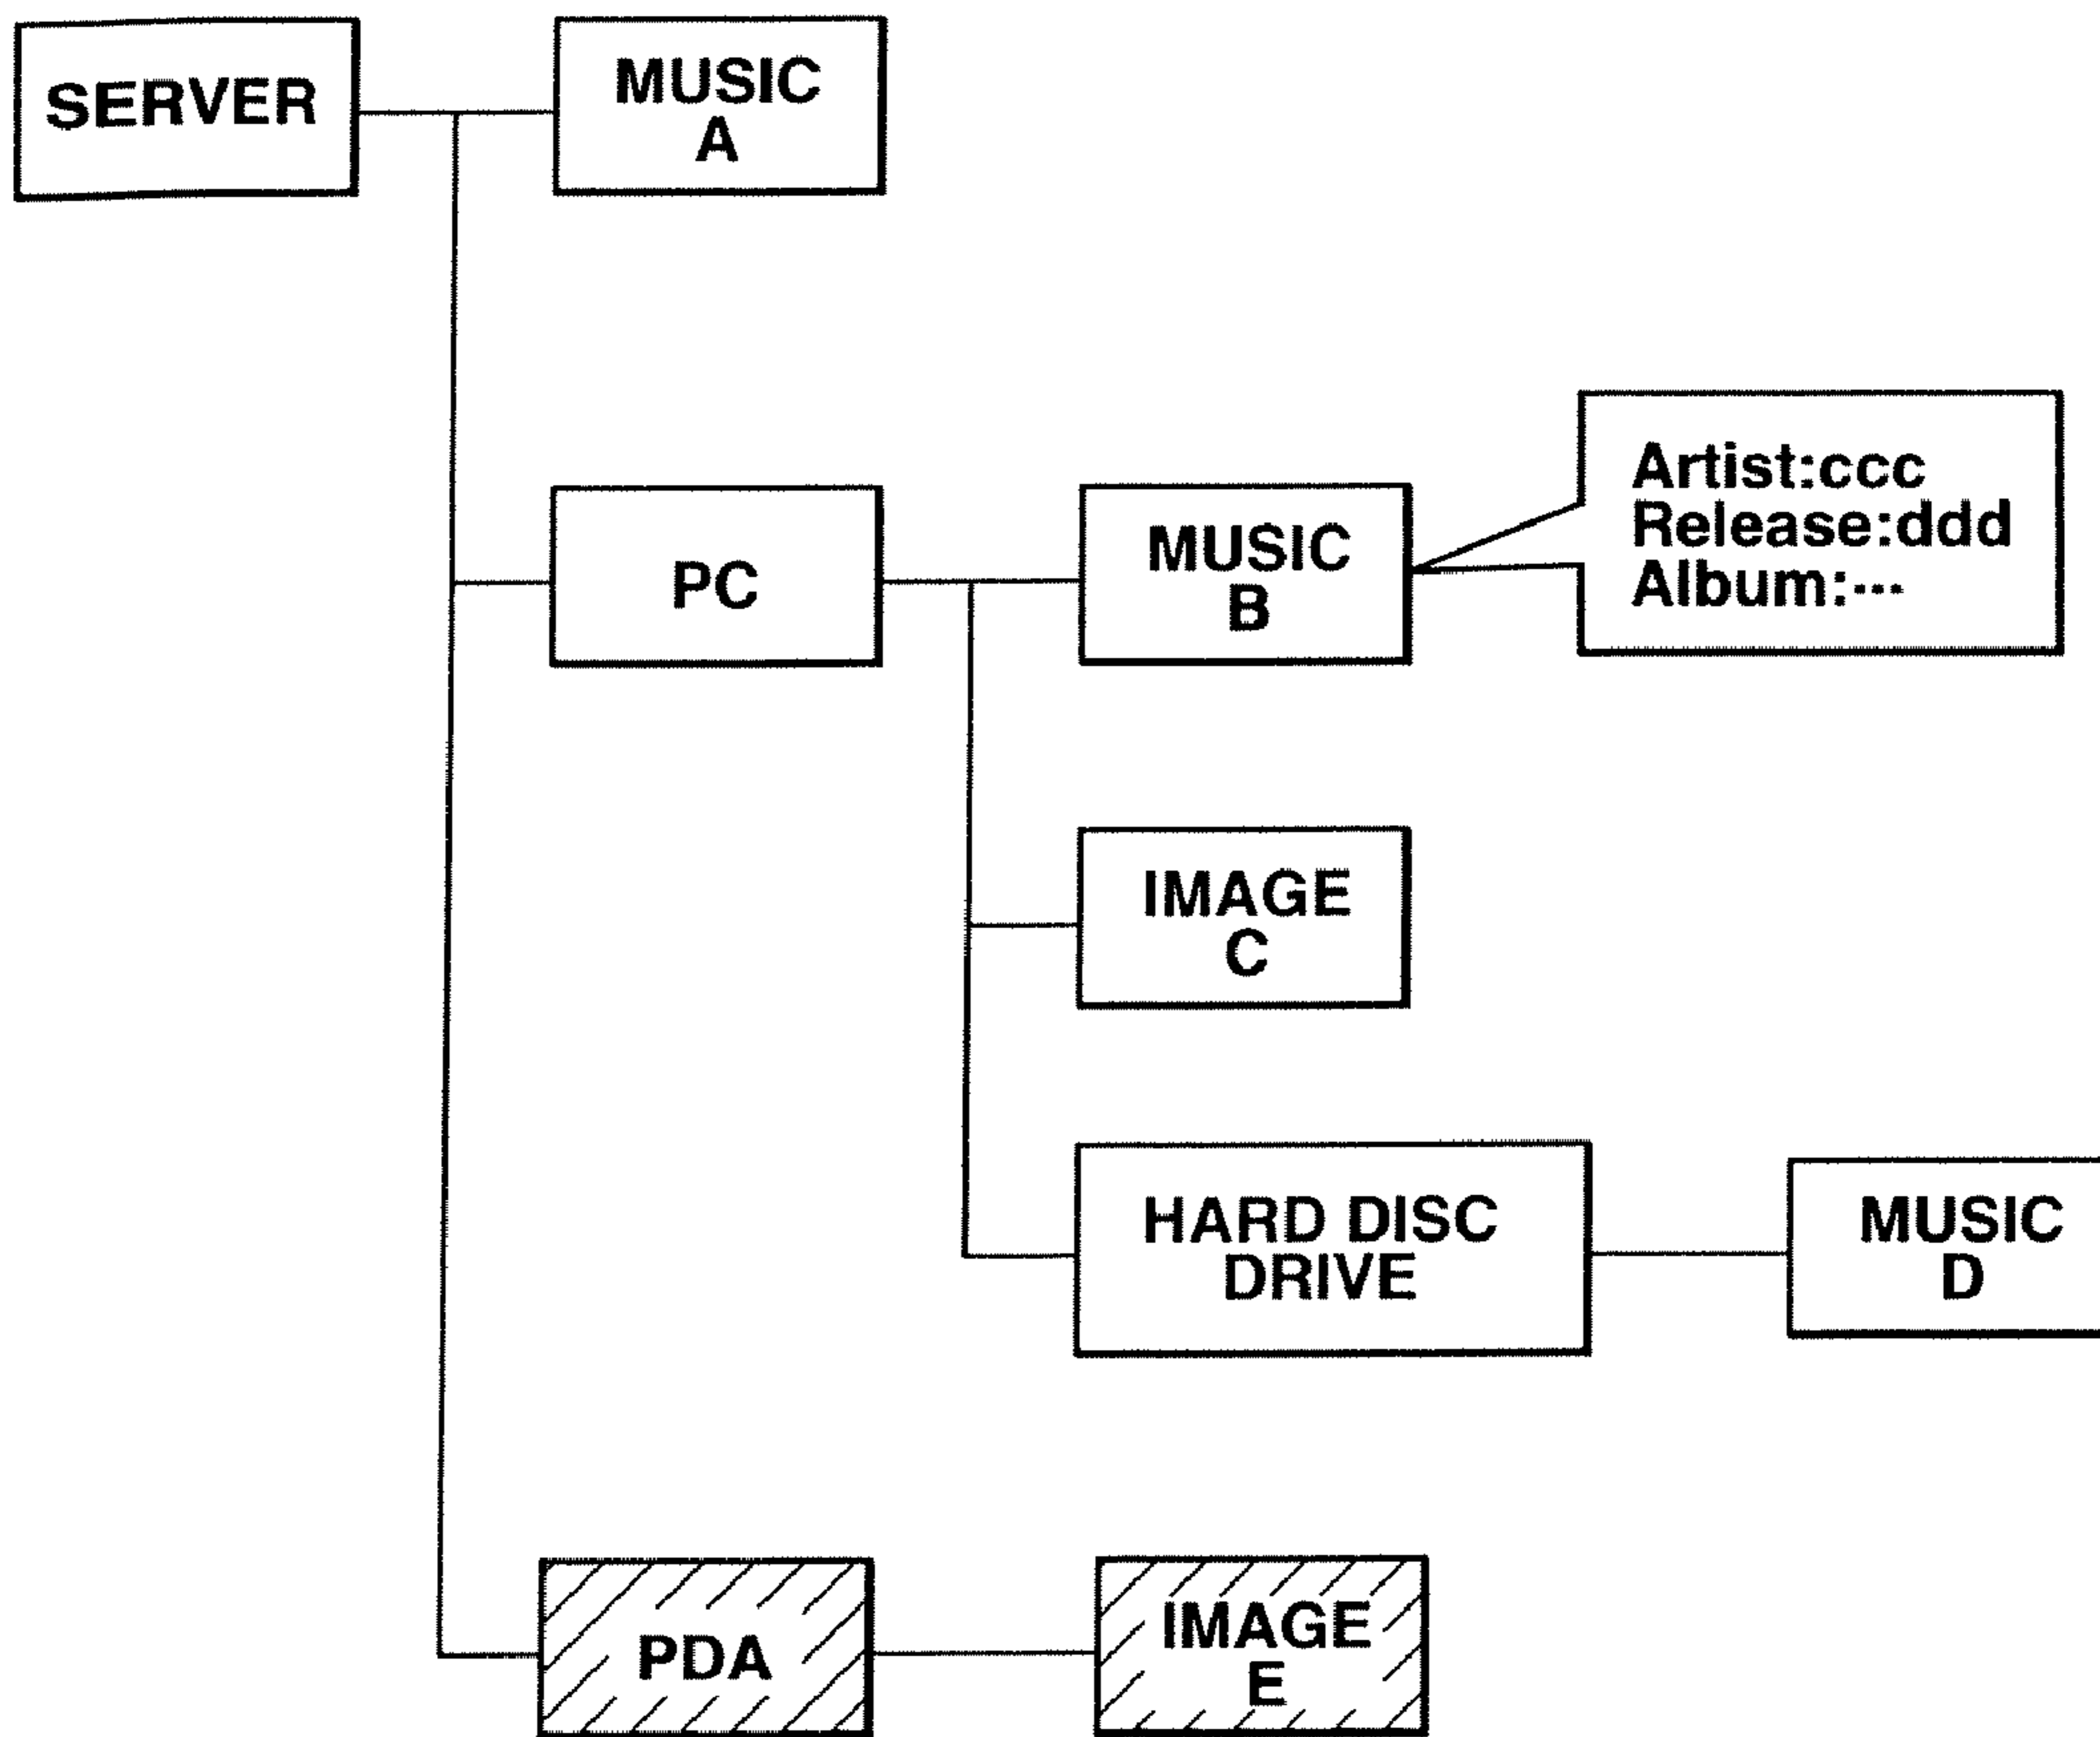 SERVER
MUSIC
A
PC
MUSIC
B
Artist:ccc
Release:ddd
Album:---
IMAGE
C
HARD DISC
DRIVE
MUSIC
D
PDA
IMAGE
E